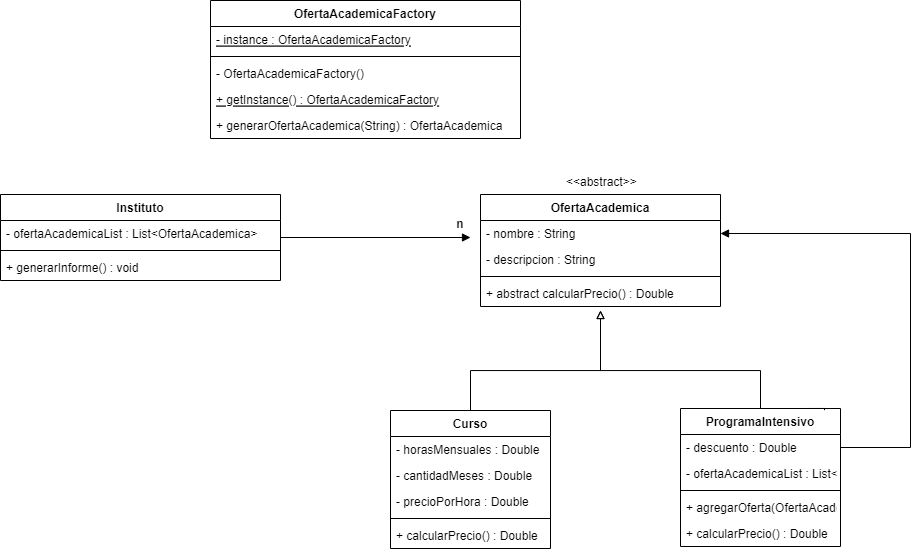 OfertaAcademicaFactory
- instance : OfertaAcademicaFactory
- OfertaAcademicaFactory()
+ getInstance() : OfertaAcademicaFactory
+ generarOfertaAcademica(String) : OfertaAcademica
<<abstract>>
Instituto
- ofertaAcademicaList : List<OfertaAcademica>
+ generarInforme() : void
n
OfertaAcademica
- nombre : String
- descripcion : String
+ abstract calcularPrecio() : Double
Curso
- horasMensuales : Double
- cantidadMeses : Double
- precioPorHora : Double
+ calcularPrecio() : Double
ProgramaIntensivo
- descuento : Double
- ofertaAcademicaList : List<
+ agregarOferta(OfertaAcad
+ calcularPrecio() : Double